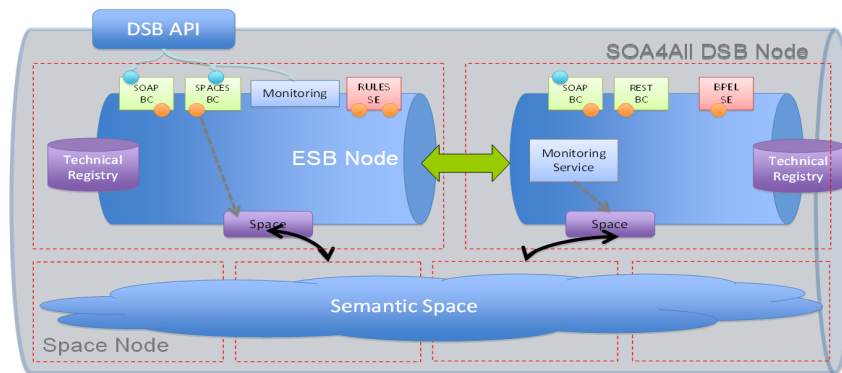 DSB API
SOA4All DSB Node
SOAP
BC
SPACES
BC
Monitoring
RULES
SE
SOAP
BC
REST
BC
BPEL
SE
Technical
Registry
ESB Node
Monitoring
Service
Technical
Registry
Space
Space
Semantic Space
Space Node